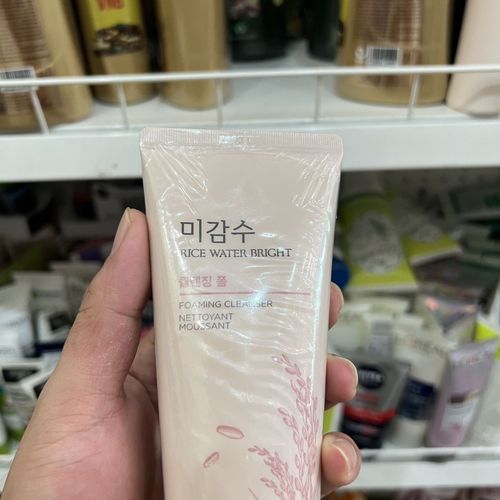 미감수
RICE WATER BRIGHT
클렌징 폼
FOAMING CLEANSER
NETTOYANT
MOUSSANT